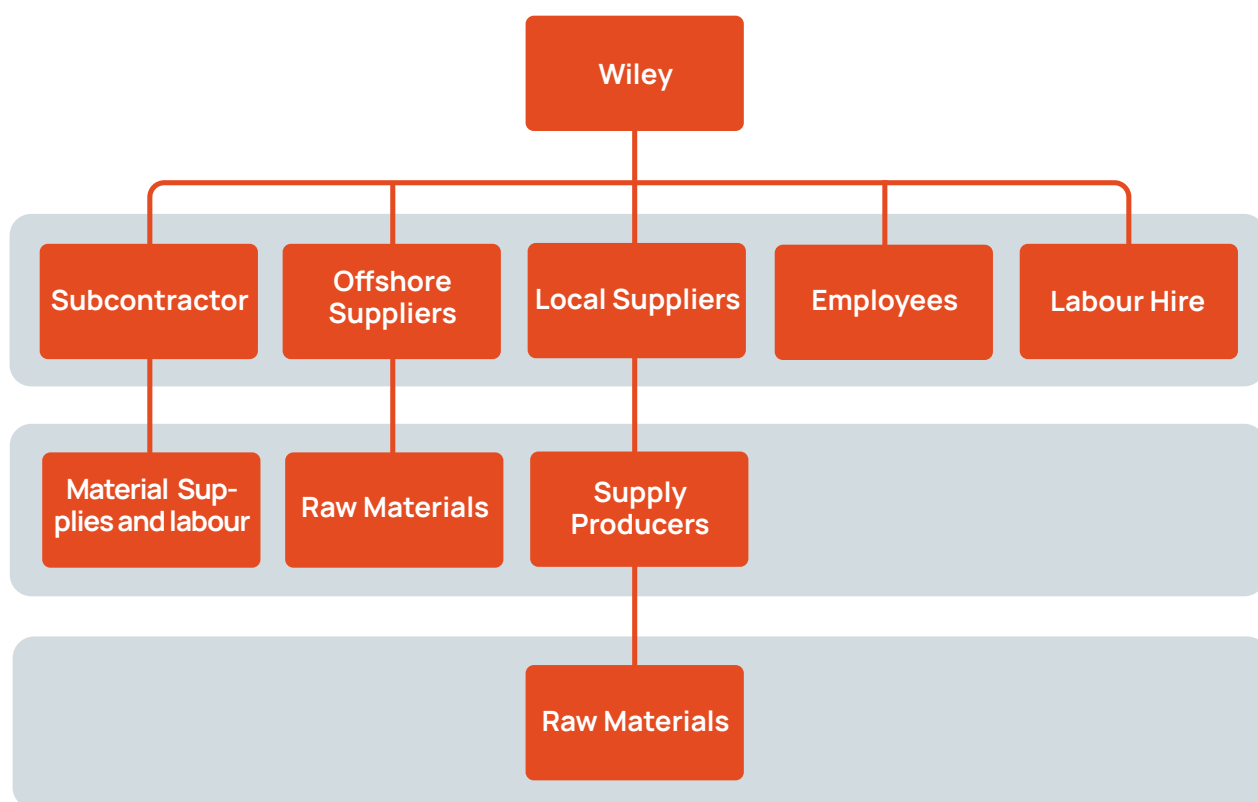 Wiley
Subcontractor
Offshore
Suppliers
Local Suppliers
Employees
Labour Hire
Material Sup-
plies and labour
Raw Materials
Supply
Producers
Raw Materials